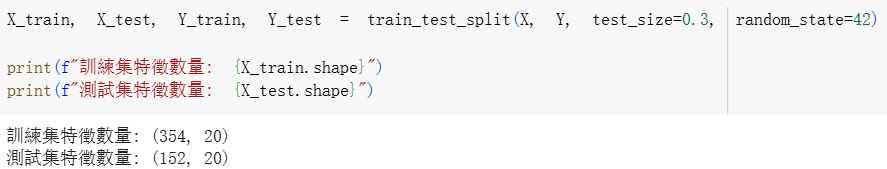 X_train, X_test, Y_train, Y_test = train_test_split(X, Y, test_size=0.3, random_state=42)
print(f"訓練集特徵數量: {X_train.shape}")
print(f"測試集特徵數量: {X_test.shape}")
訓練集特徵數量: (354, 20)
測試集特徵數量: (152, 20)